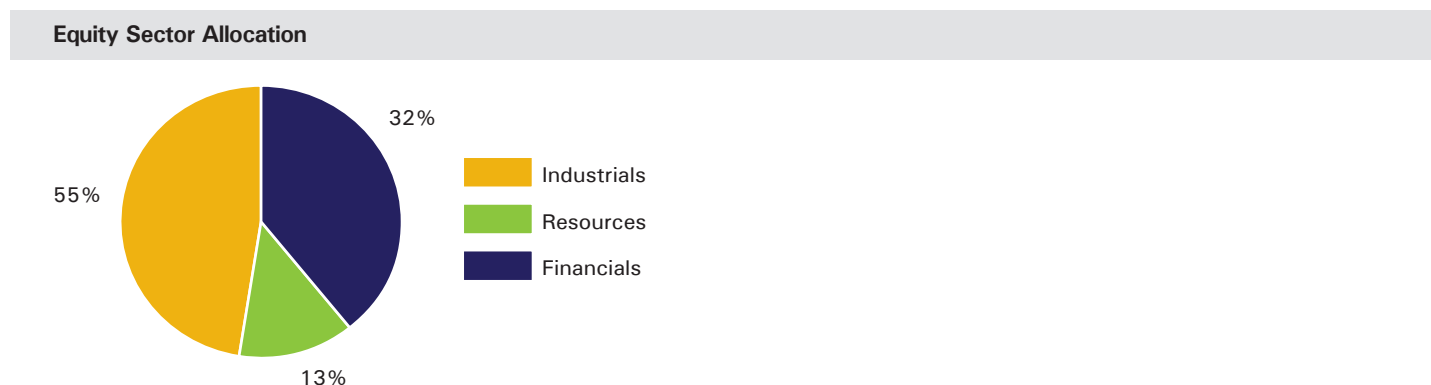 Equity Sector Allocation
32%
55%
Industrials
Resources
Financials
13%